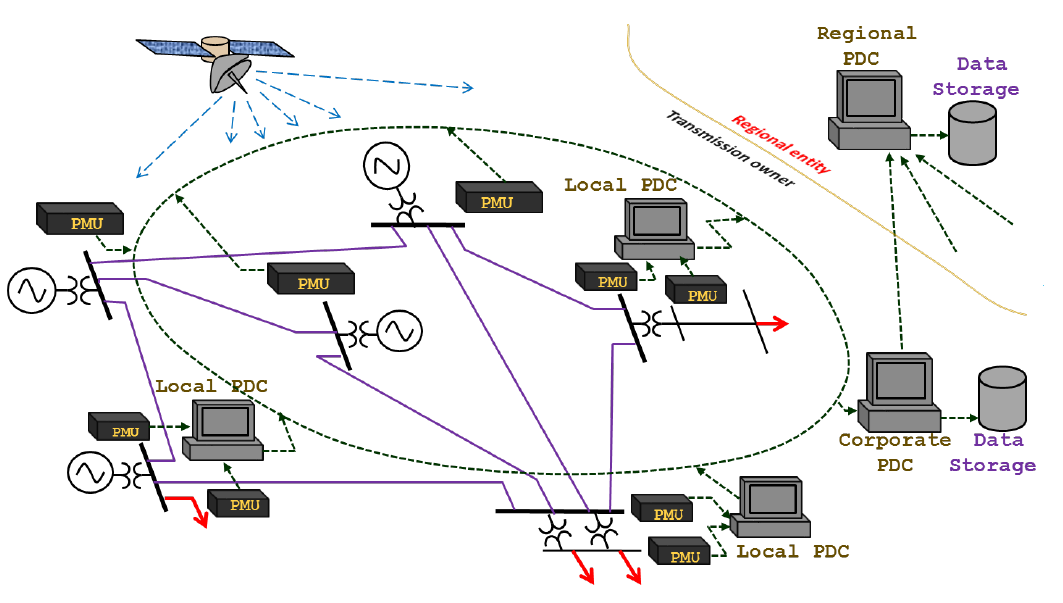 Regional
PDC
Data
Storage
Regional entity
Transmission owner
Local PDC
PMU
PMU
PMU
PMU
PMU
Local PDC
PMU
PMU
Corporate
PDC
Data
Storage
PMU
PMU
Local PDC